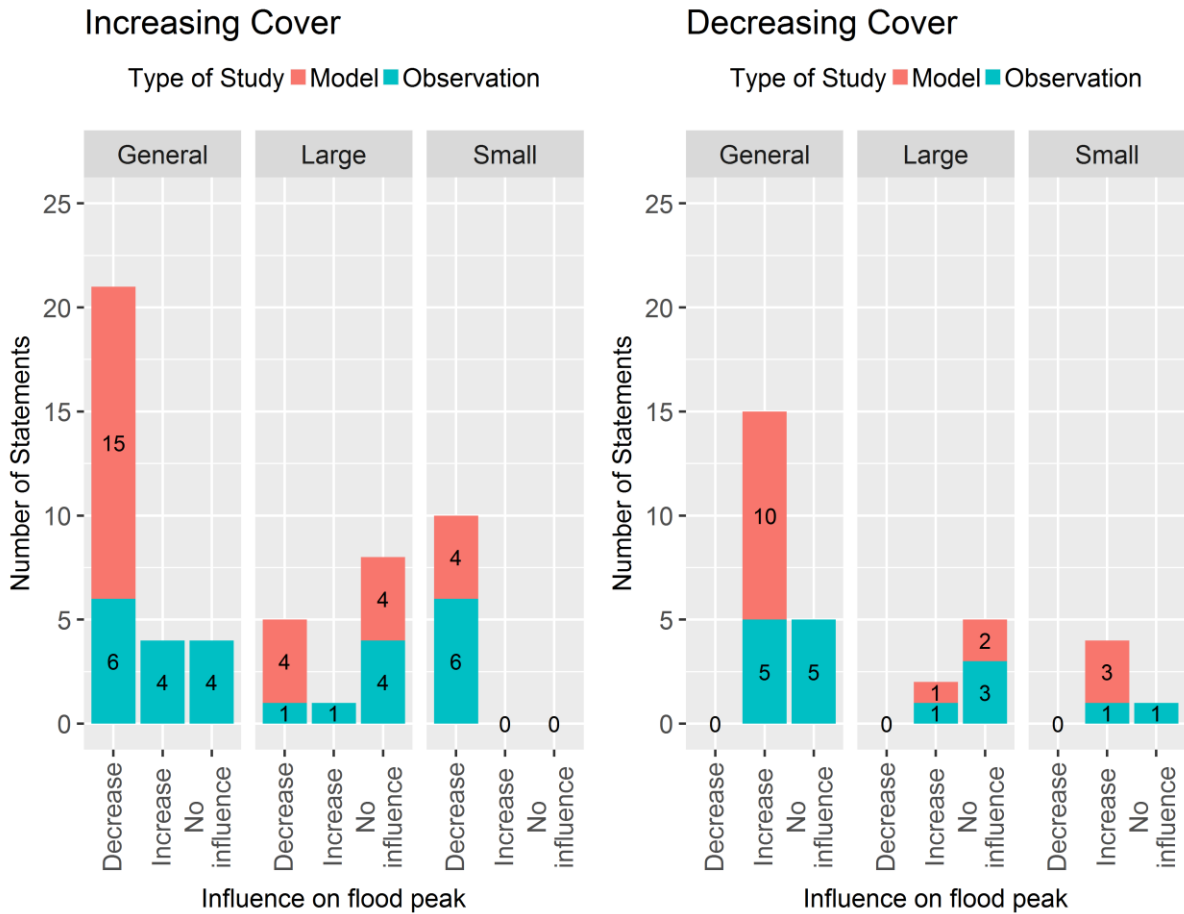 Increasing Cover
Type of Study Model Observation
General Large Small
25
20
15
10
5
0
15
6
4
4
4
1
1
4
4
4
6
0
0
Number of Statements
Decrease
Increase
No
influence
Decrease
Increase
No
influence
Decrease
Increase
No
influence
Influence on flood peak
Decreasing Cover
Type of Study Model Observation
General Large Small
25
20
15
10
5
0
0
10
5
5
0
1
1
2
3
0
3
1
1
Number of Statements
Decrease
Increase
No
influence
Decrease
Increase
No
influence
Decrease
Increase
No
influence
Influence on flood peak